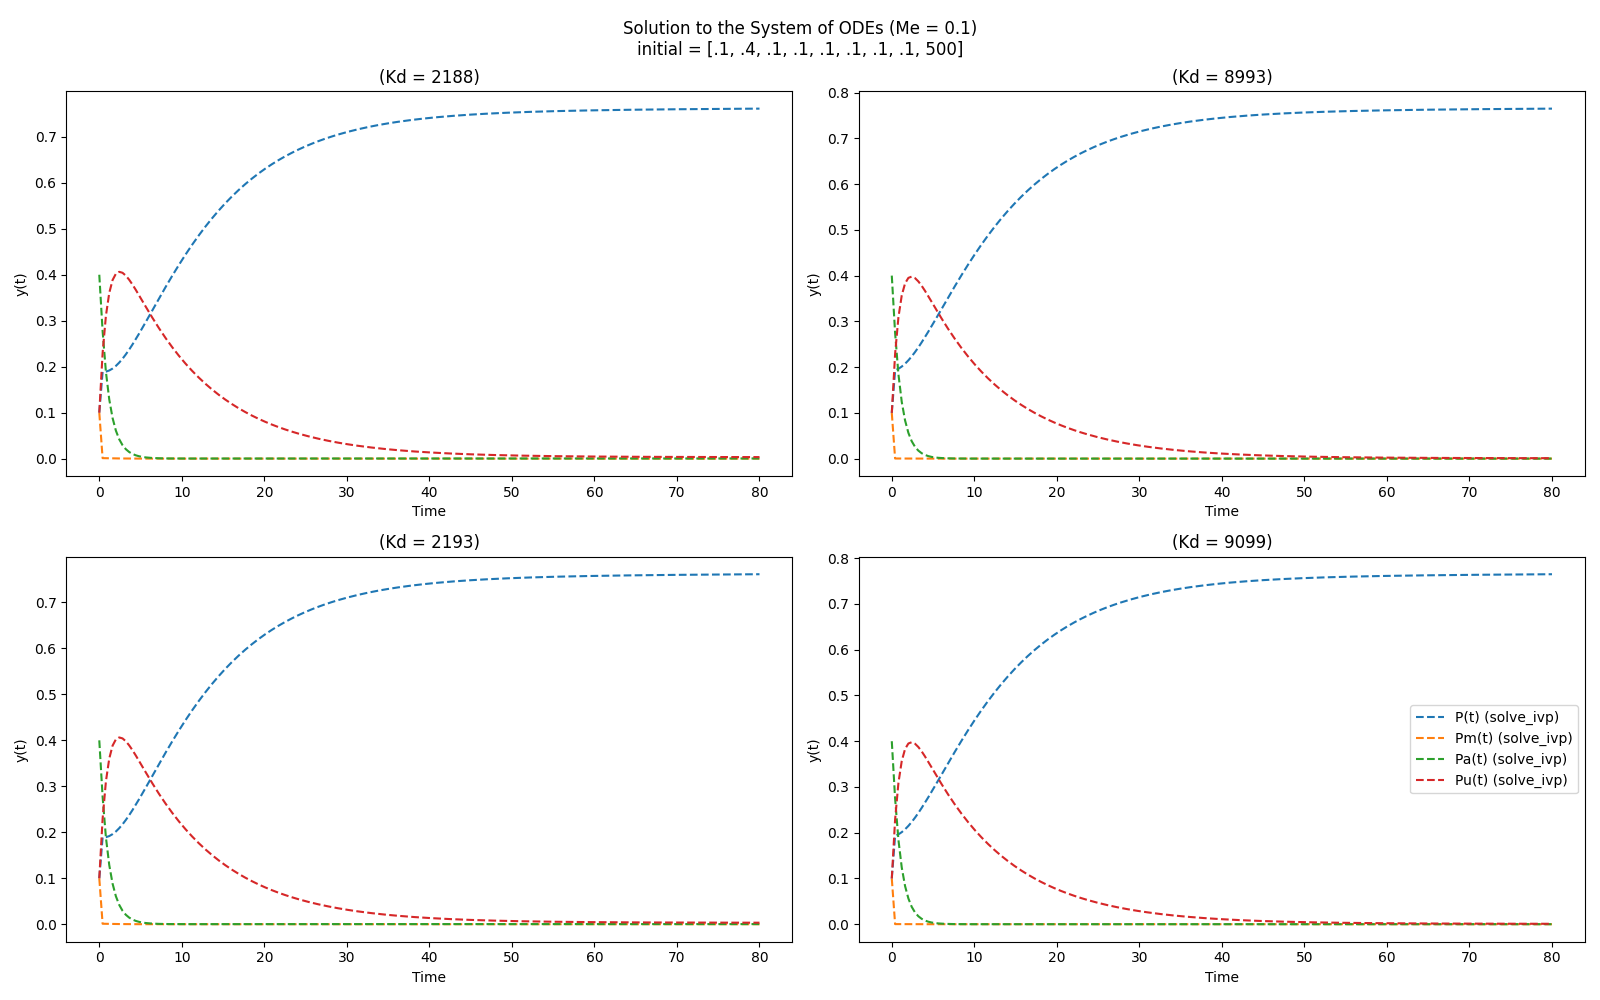 Solution to the System of ODEs (Me = 0.1)
initial = [.1, .4, .1, .1, .1, .1, .1, .1, 500]
(Kd = 2188)
y(t)
0.7
0.6
0.5
0.4
0.3
0.2
0.1
0.0
0 10 20 30 40 50 60 70 80
Time
(Kd = 8993)
y(t)
0.8
0.7
0.6
0.5
0.4
0.3
0.2
0.1
0.0
0 10 20 30 40 50 60 70 80
Time
(Kd = 2193)
y(t)
0.7
0.6
0.5
0.4
0.3
0.2
0.1
0.0
0 10 20 30 40 50 60 70 80
Time
(Kd = 9099)
y(t)
0.8
0.7
0.6
0.5
0.4
0.3
0.2
0.1
0.0
P(t) (solve_ivp)
Pm(t) (solve_ivp)
Pa(t) (solve_ivp)
Pu(t) (solve_ivp)
0 10 20 30 40 50 60 70 80
Time